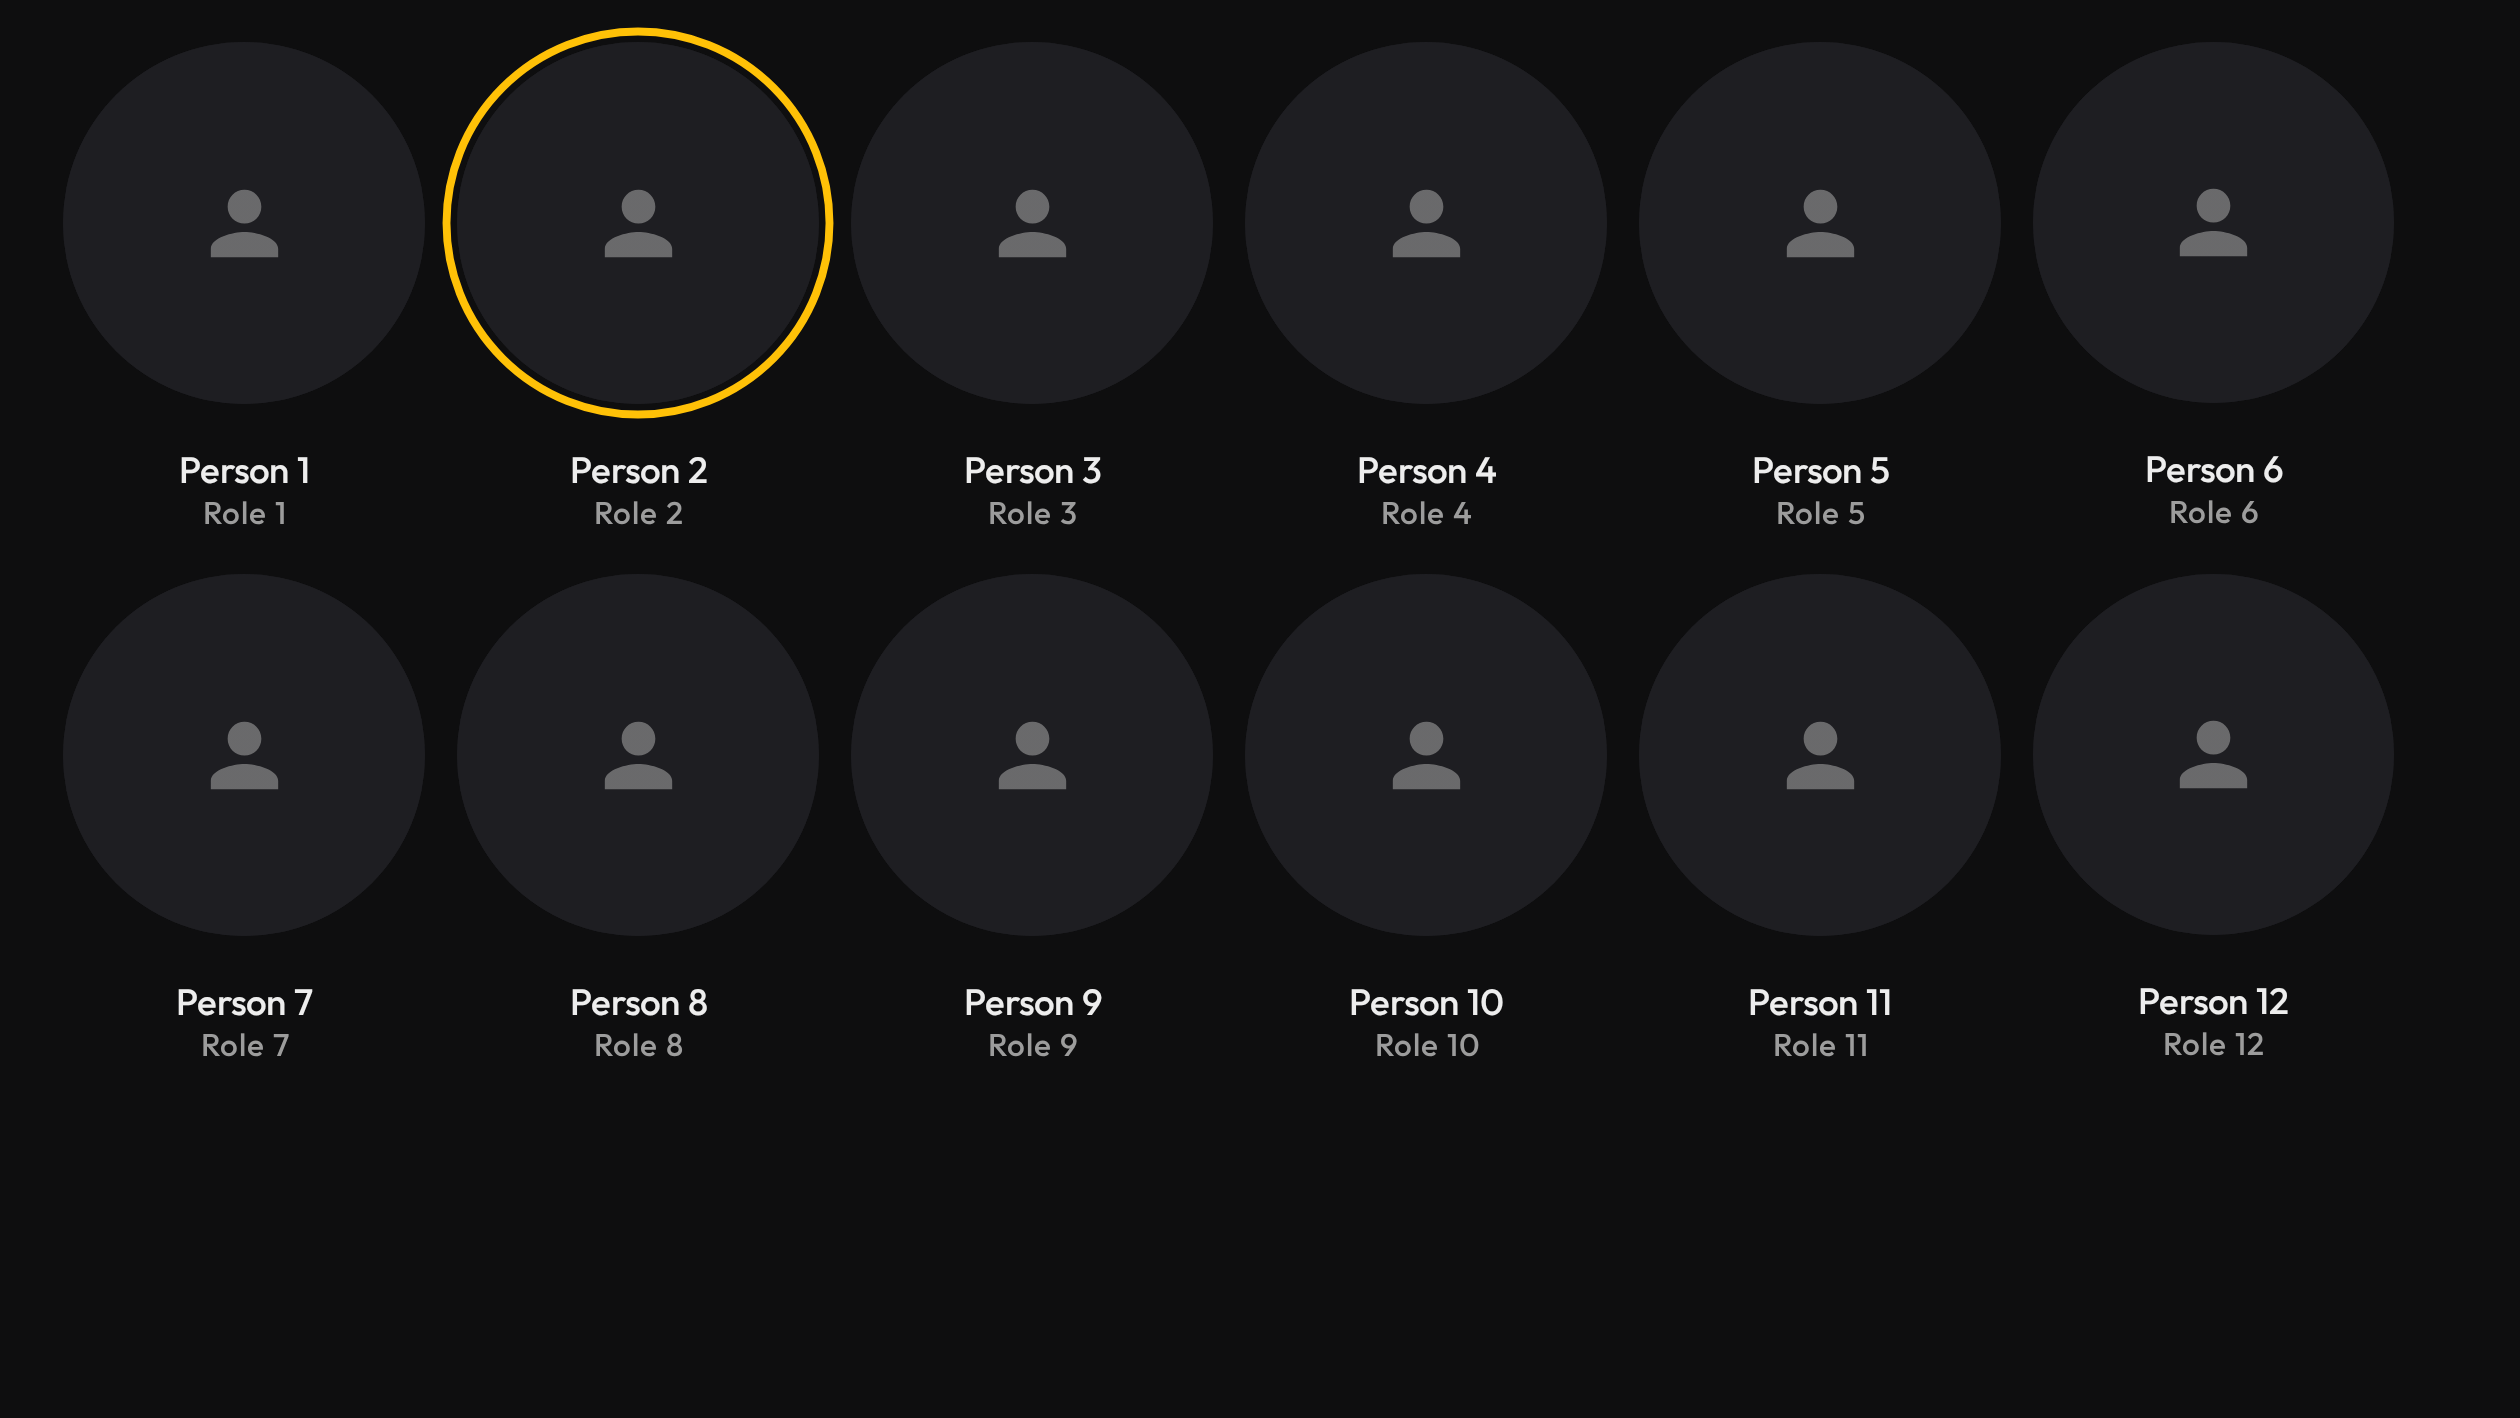 Person 1
Role 1
Person 2
Role 2
Person 3
Role 3
Person 4
Role 4
Person 5
Role 5
Person 6
Role 6
Person 7
Role 7
Person 8
Role 8
Person 9
Role 9
Person 10
Role 10
Person 11
Role 11
Person 12
Role 12